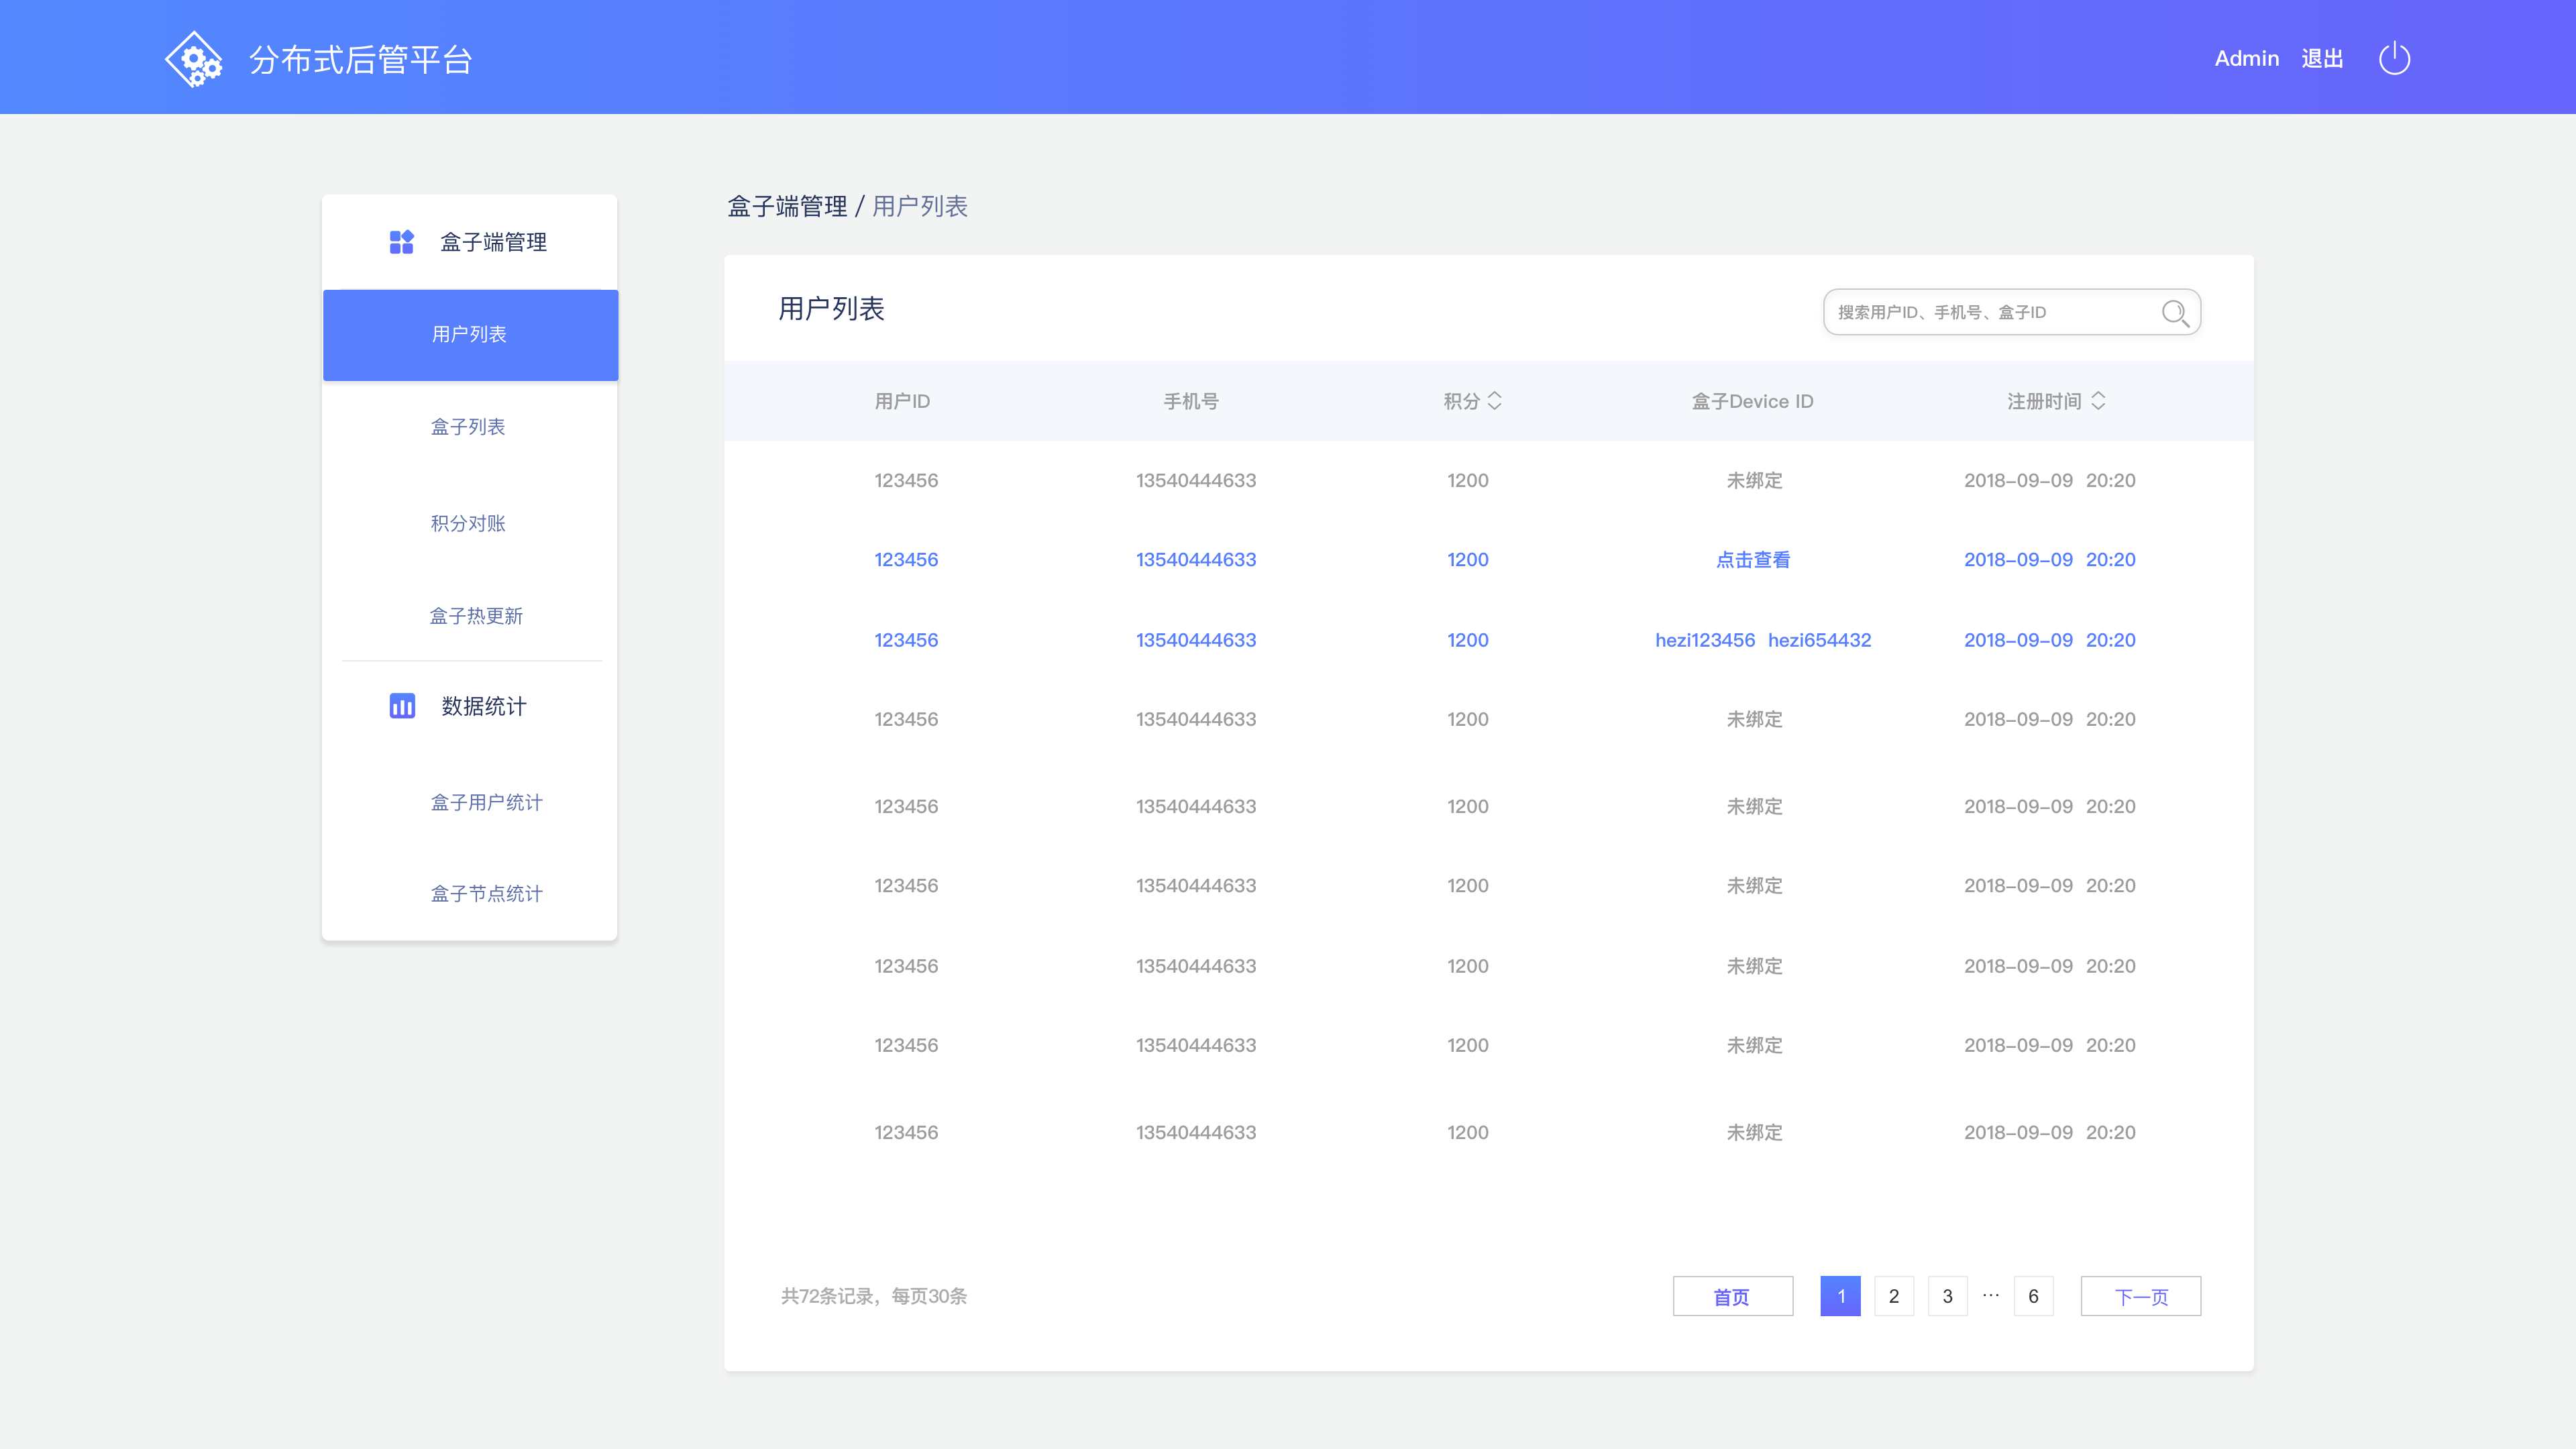 分布式后管平台
Admin 退出
盒子端管理
用户列表
盒子列表
积分对账
盒子热更新
数据统计
盒子用户统计
盒子节点统计
盒子端管理 / 用户列表
用户列表
搜索用户ID、手机号、盒子ID
用户ID 手机号 积分 盒子Device ID 注册时间
123456 13540444633 1200 未绑定 2018-09-09 20:20
123456 13540444633 1200 点击查看 2018-09-09 20:20
123456 13540444633 1200 hezi123456 hezi654432 2018-09-09 20:20
123456 13540444633 1200 未绑定 2018-09-09 20:20
123456 13540444633 1200 未绑定 2018-09-09 20:20
123456 13540444633 1200 未绑定 2018-09-09 20:20
123456 13540444633 1200 未绑定 2018-09-09 20:20
123456 13540444633 1200 未绑定 2018-09-09 20:20
123456 13540444633 1200 未绑定 2018-09-09 20:20
共72条记录，每页30条
首页 1 2 3 ··· 6 下一页